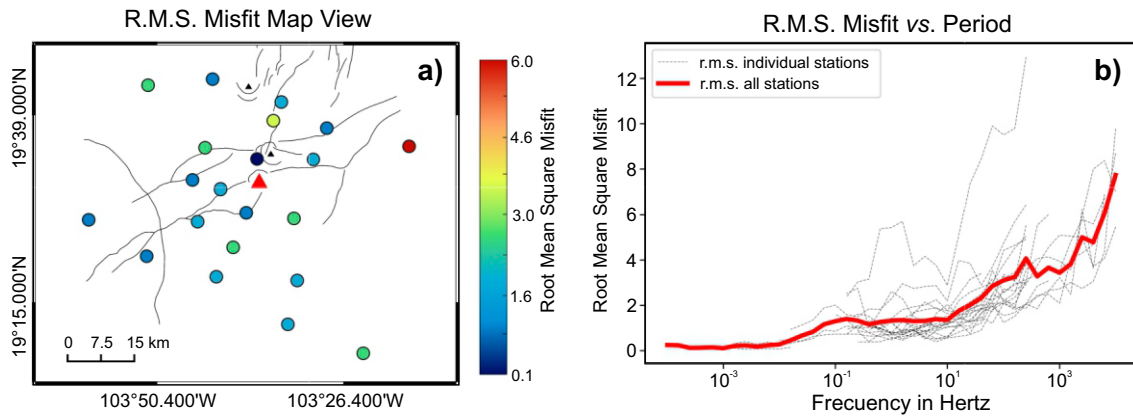 R.M.S. Misfit Map View
a)
19°39.000'N
19°15.000'N
0 7.5 15 km
103°50.400'W
103°26.400'W
6.0
4.6
3.0
1.6
0.1
Root Mean Square Misfit
R.M.S. Misfit vs. Period
b)
r.m.s. individual stations
r.m.s. all stations
Root Mean Square Misfit
12
10
8
6
4
2
0
10⁻³
10⁻¹
10¹
10³
Frecuency in Hertz